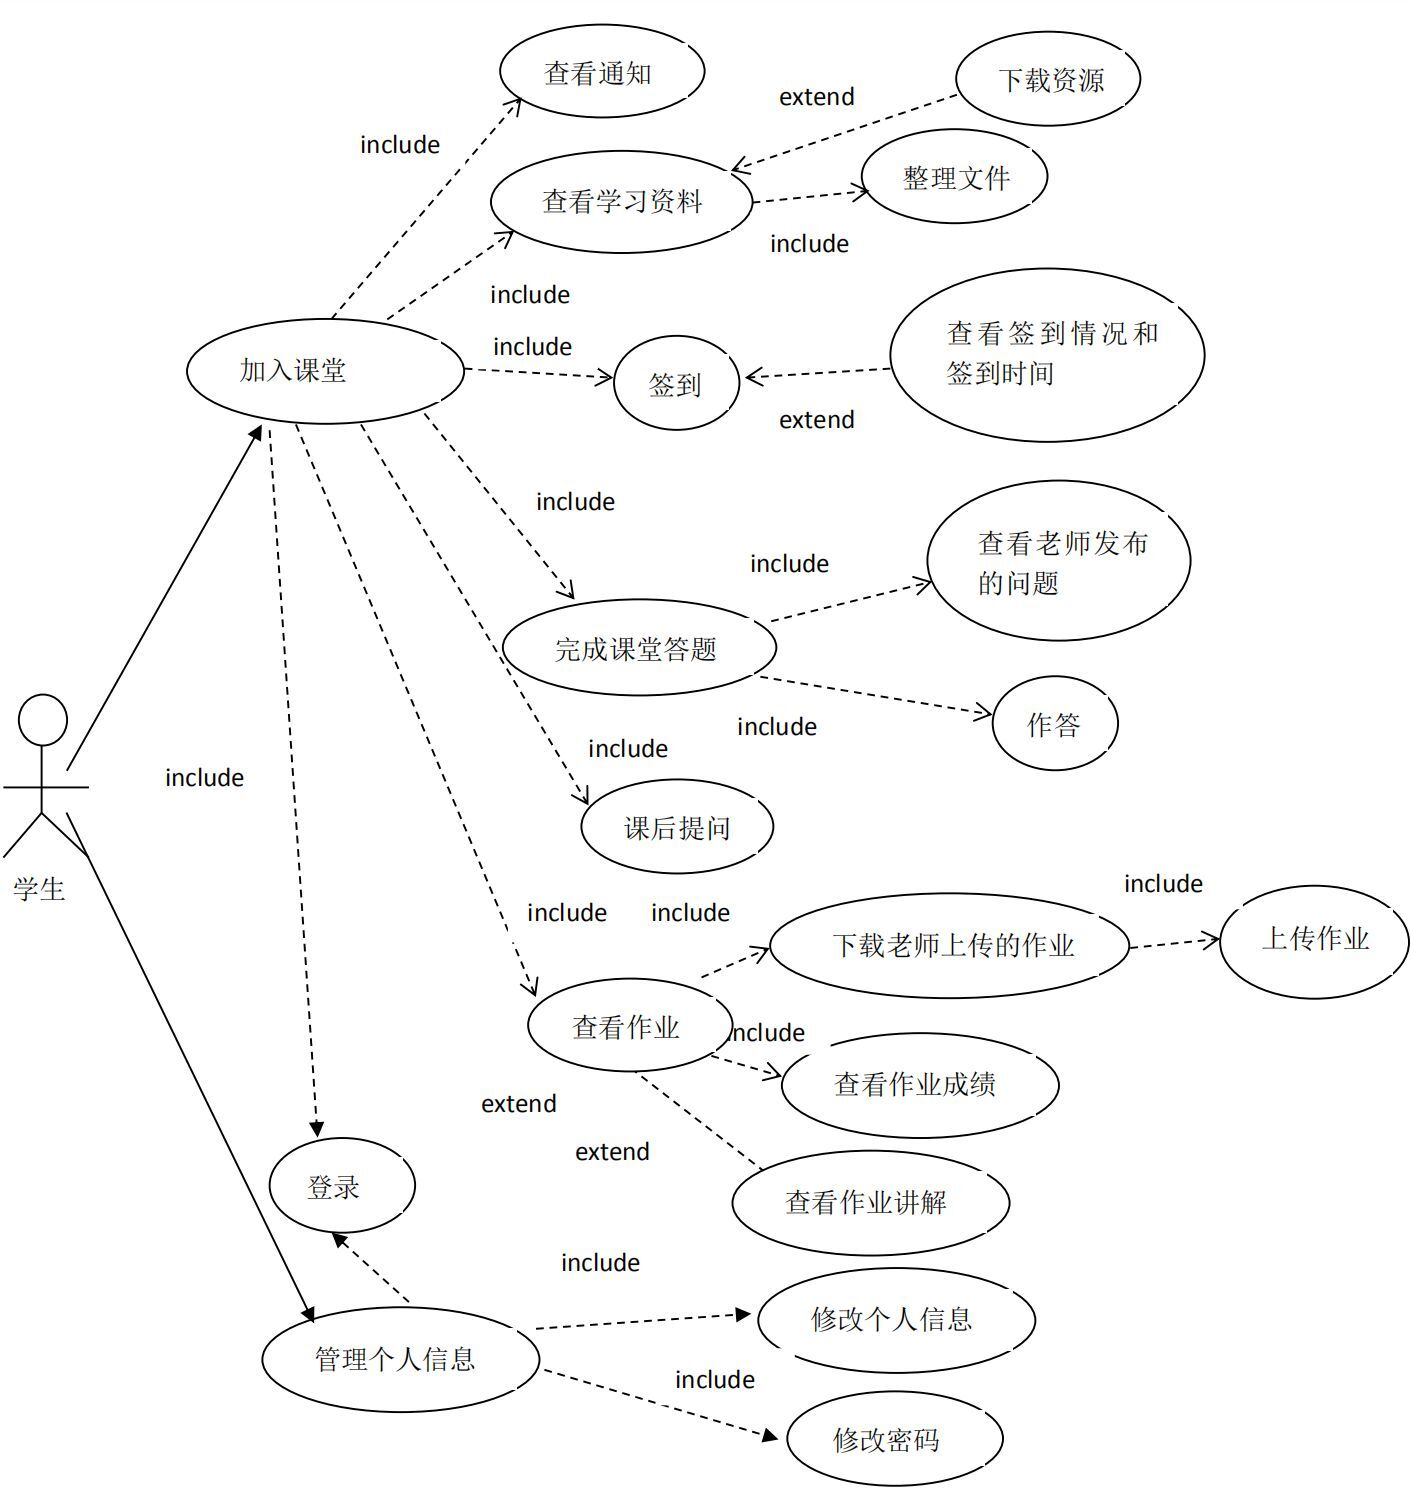 查看通知
下载资源
extend
include
整理文件
查看学习资料
include
include
include
查看签到情况和
签到时间
加入课堂
签到
extend
include
查看老师发布
的问题
include
完成课堂答题
作答
include
include
include
课后提问
学生
include
include
include
下载老师上传的作业
上传作业
查看作业
nclude
查看作业成绩
extend
extend
登录
查看作业讲解
include
修改个人信息
管理个人信息
include
修改密码